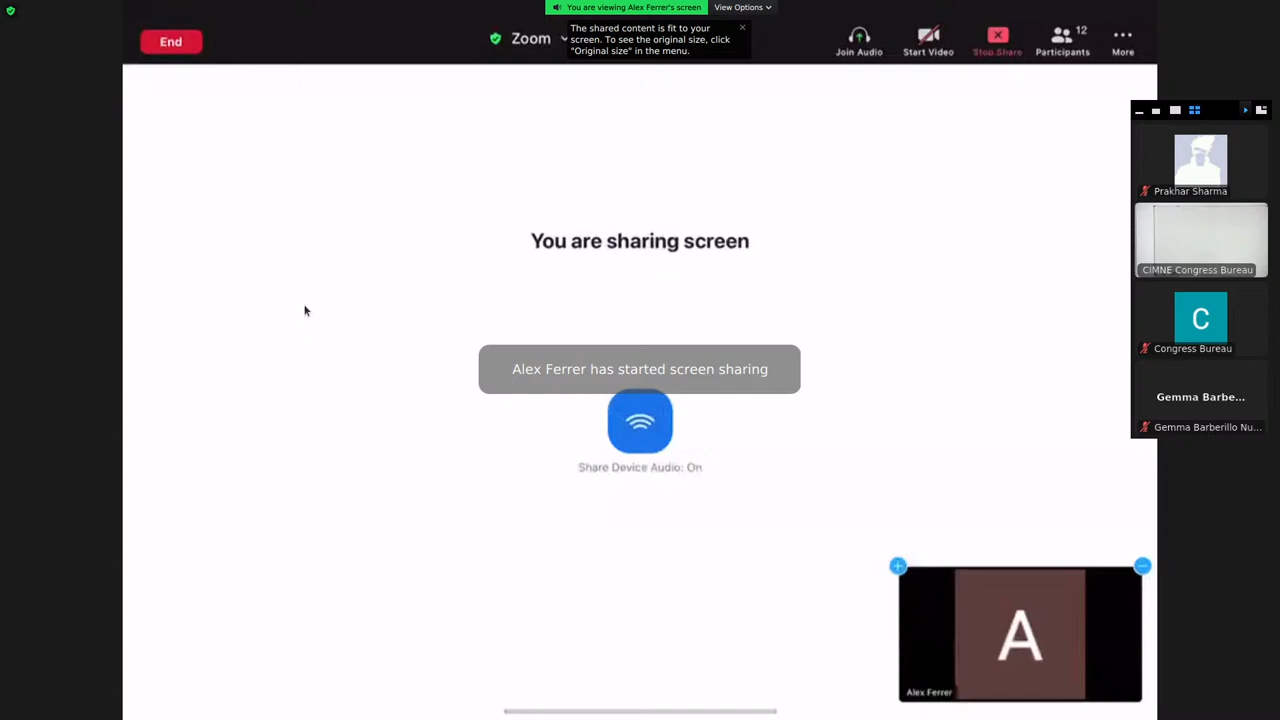 You are viewing Alex Ferrer's screen
View Options
The shared content is fit to your
screen. To see the original size, click
"Original size" in the menu.
End
Zoom
Join Audio
Start Video
Stop Share
12
Participants
More
Prakhar Sharma
CIMNE Congress Bureau
C
Congress Bureau
Gemma Barbe...
Gemma Barberillo Nu...
You are sharing screen
Alex Ferrer has started screen sharing
Share Device Audio: On
A
Alex Ferrer